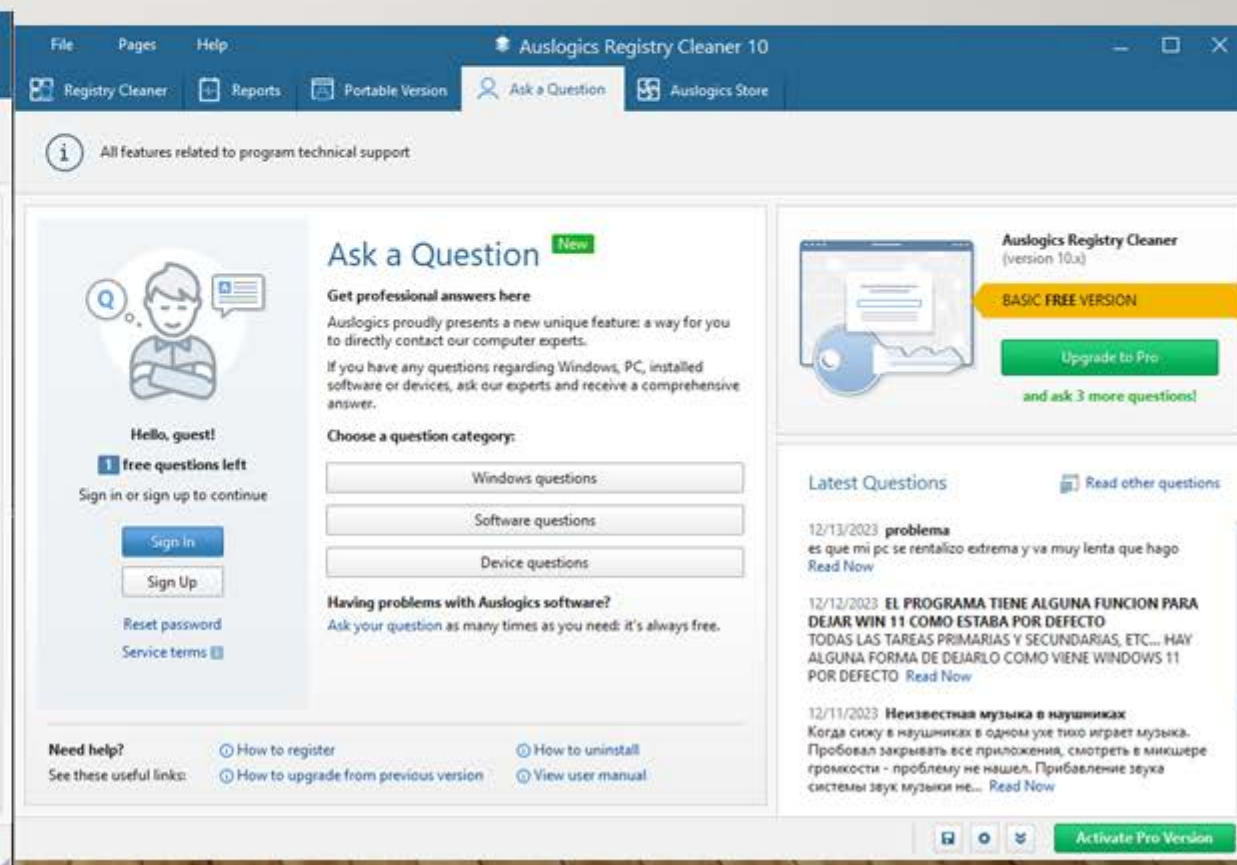 File Pages Help
Auslogics Registry Cleaner 10
Registry Cleaner Reports Portable Version Ask a Question Auslogics Store
All features related to program technical support
Q
A
Hello, guest!
1 free questions left
Sign in or sign up to continue
Sign In
Sign Up
Reset password
Service terms
Ask a Question New
Get professional answers here
Auslogics proudly presents a new unique feature: a way for you
to directly contact our computer experts.
If you have any questions regarding Windows, PC, installed
software or devices, ask our experts and receive a comprehensive
answer.
Choose a question category:
Windows questions
Software questions
Device questions
Having problems with Auslogics software?
Ask your question as many times as you need: it's always free.
Need help?
See these useful links:
How to register
How to upgrade from previous version
How to uninstall
View user manual
Auslogics Registry Cleaner
(version 10.x)
BASIC FREE VERSION
Upgrade to Pro
and ask 3 more questions!
Latest Questions
Read other questions
12/13/2023 problema
es que mi pc se rentalizo extrema y va muy lenta que hago
Read Now
12/12/2023 EL PROGRAMA TIENE ALGUNA FUNCION PARA
DEJAR WIN 11 COMO ESTABA POR DEFECTO
TODAS LAS TAREAS PRIMARIAS Y SECUNDARIAS, ETC... HAY
ALGUNA FORMA DE DEJARLO COMO VIENE WINDOWS 11
POR DEFECTO Read Now
12/11/2023 Неизвестная музыка в наушниках
Когда сижу в наушниках в одном ухе тихо играет музыка.
Пробовал закрывать все приложения, смотреть в микшере
громкости - проблему не нашел. Прибавление звука
системы звук музыки не... Read Now
Activate Pro Version